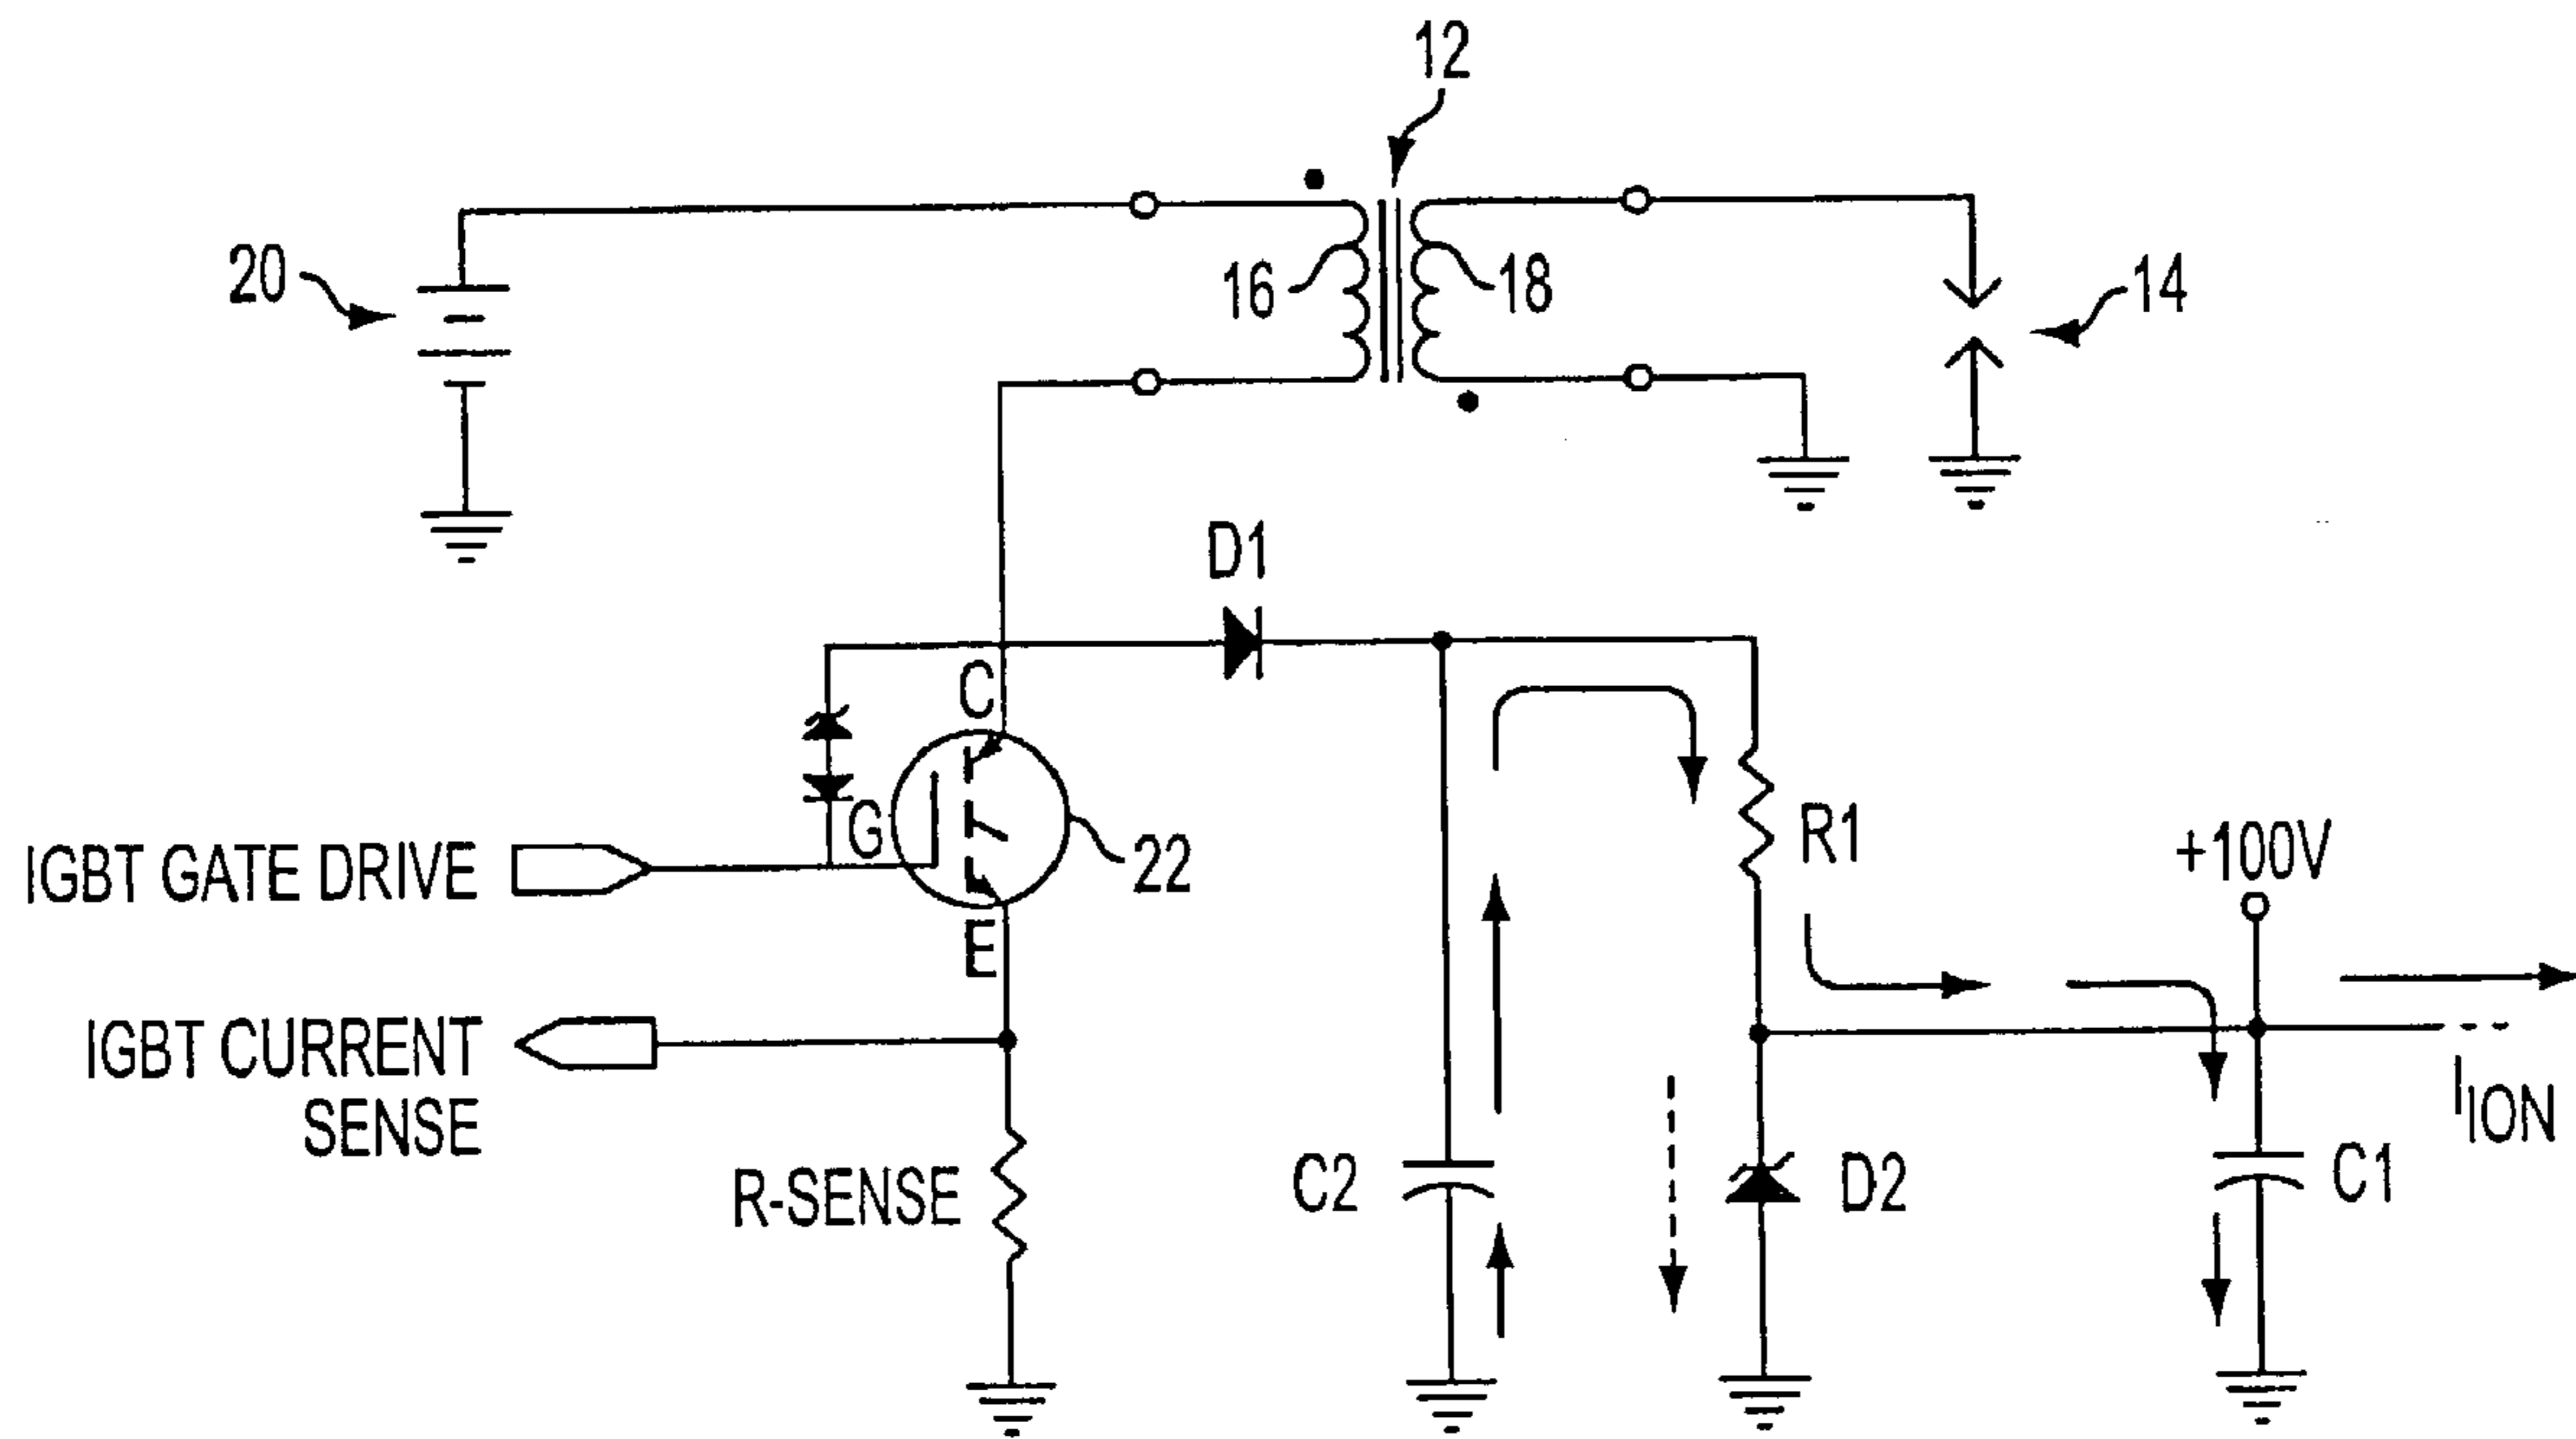 12
20
16
18
14
D1
C
G
22
R1
+100V
IGBT GATE DRIVE
E
IGBT CURRENT
SENSE
R-SENSE
C2
D2
C1
IION